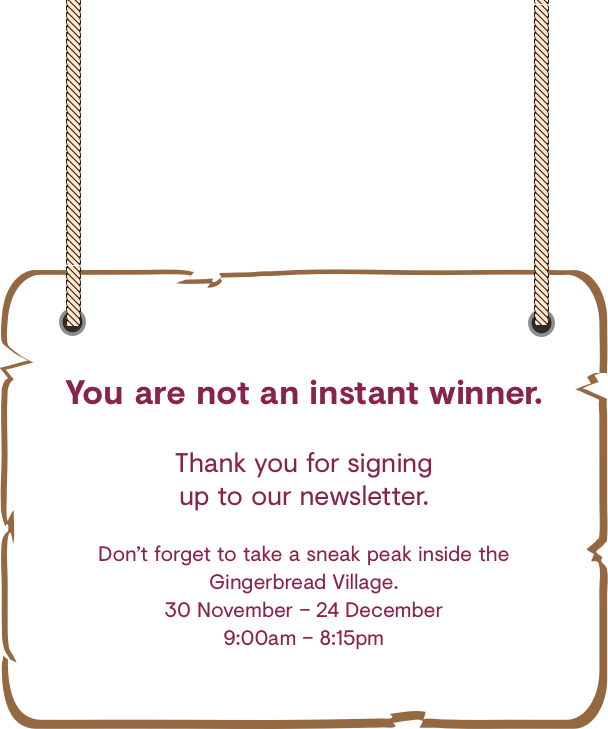 You are not an instant winner.
Thank you for signing
up to our newsletter.
Don’t forget to take a sneak peak inside the
Gingerbread Village.
30 November – 24 December
9:00am – 8:15pm